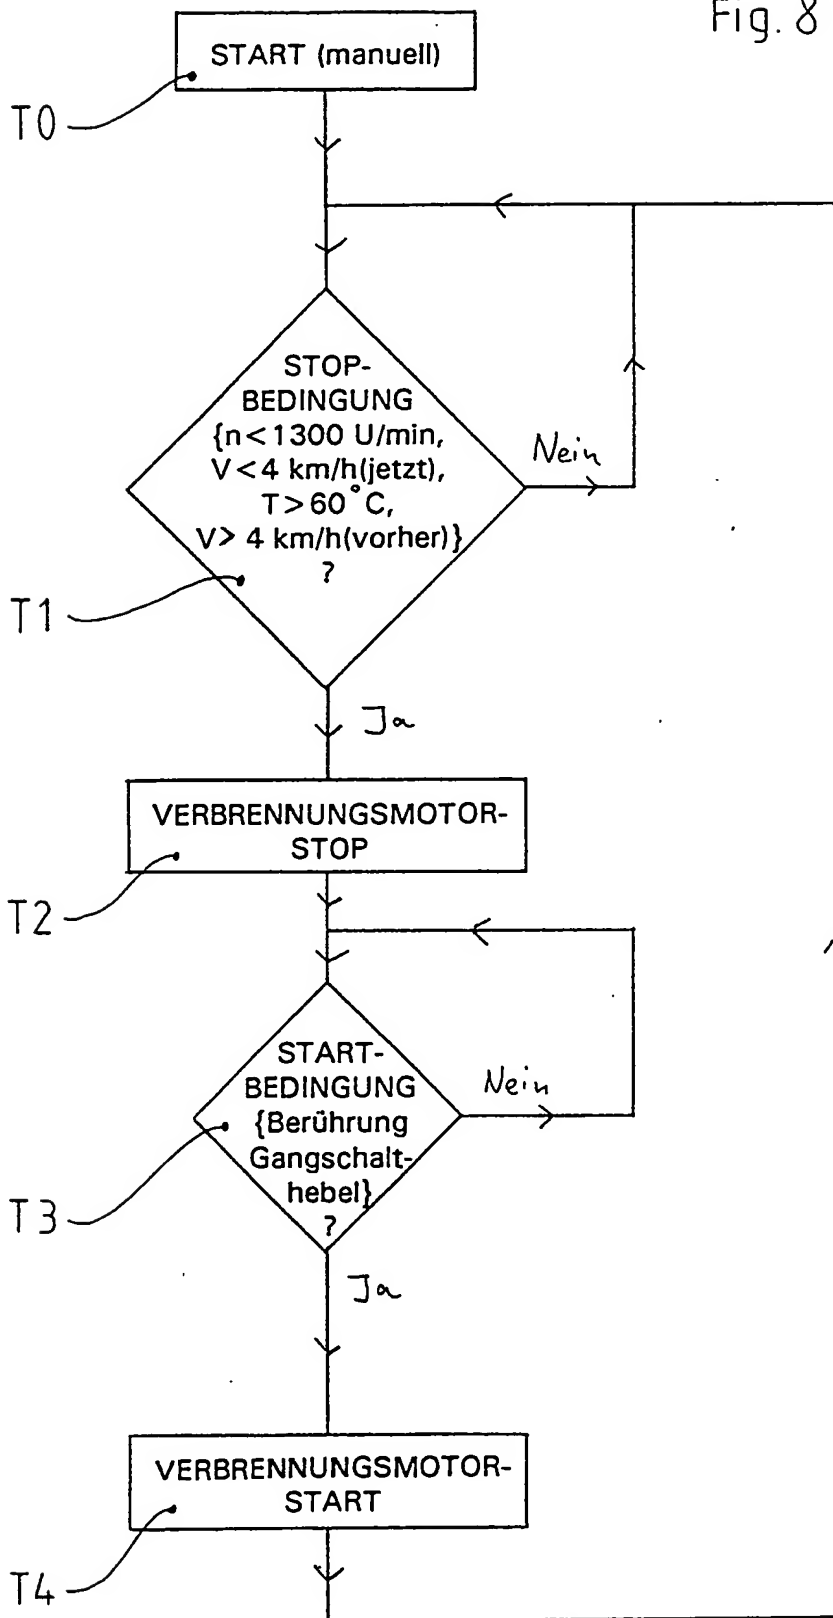 Fig. 8
START (manuell)
T0
STOP-
BEDINGUNG
{n<1300 U/min,
V<4 km/h(jetzt),
T>60°C,
V> 4 km/h(vorher)}
?
Nein
T1
Ja
VERBRENNUNGSMOTOR-
STOP
T2
START-
BEDINGUNG
{Berührung
Gangschalt-
hebel}
?
Nein
T3
Ja
VERBRENNUNGSMOTOR-
START
T4